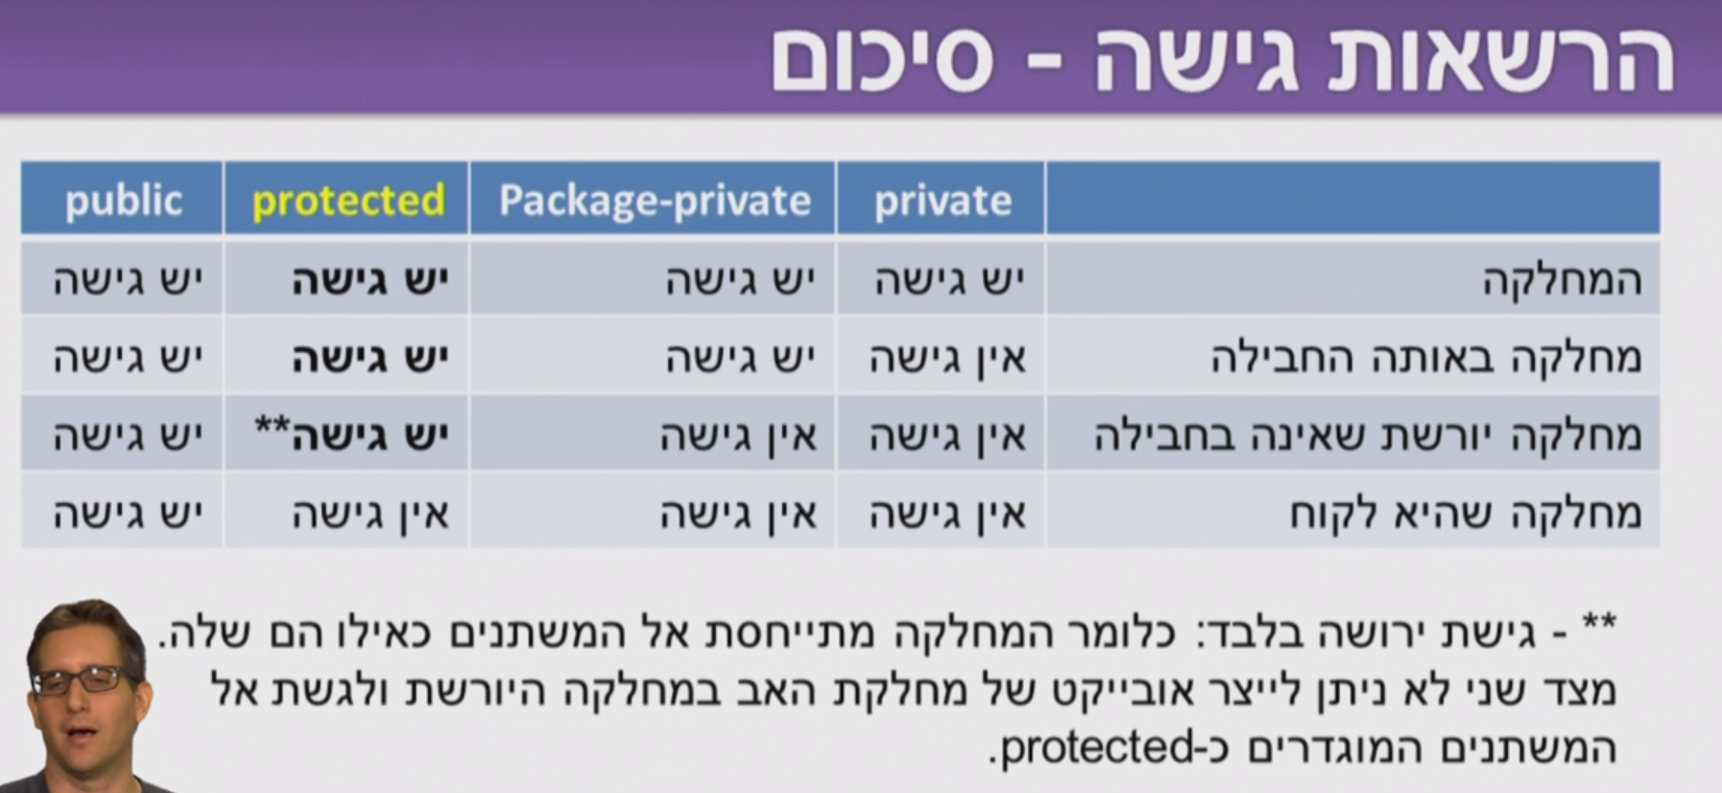 הרשאות גישה - סיכום
private Package-private protected public
המחלקה יש גישה יש גישה יש גישה יש גישה
מחלקה באותה החבילה אין גישה יש גישה יש גישה יש גישה
מחלקה יורשת שאינה בחבילה אין גישה אין גישה יש גישה** יש גישה
מחלקה שהיא לקוח אין גישה אין גישה אין גישה יש גישה
** - גישת ירושה בלבד: כלומר המחלקה מתייחסת אל המשתנים כאילו הם שלה.
מצד שני לא ניתן לייצר אובייקט של מחלקת האב במחלקה היורשת ולגשת אל
המשתנים המוגדרים כ-protected.